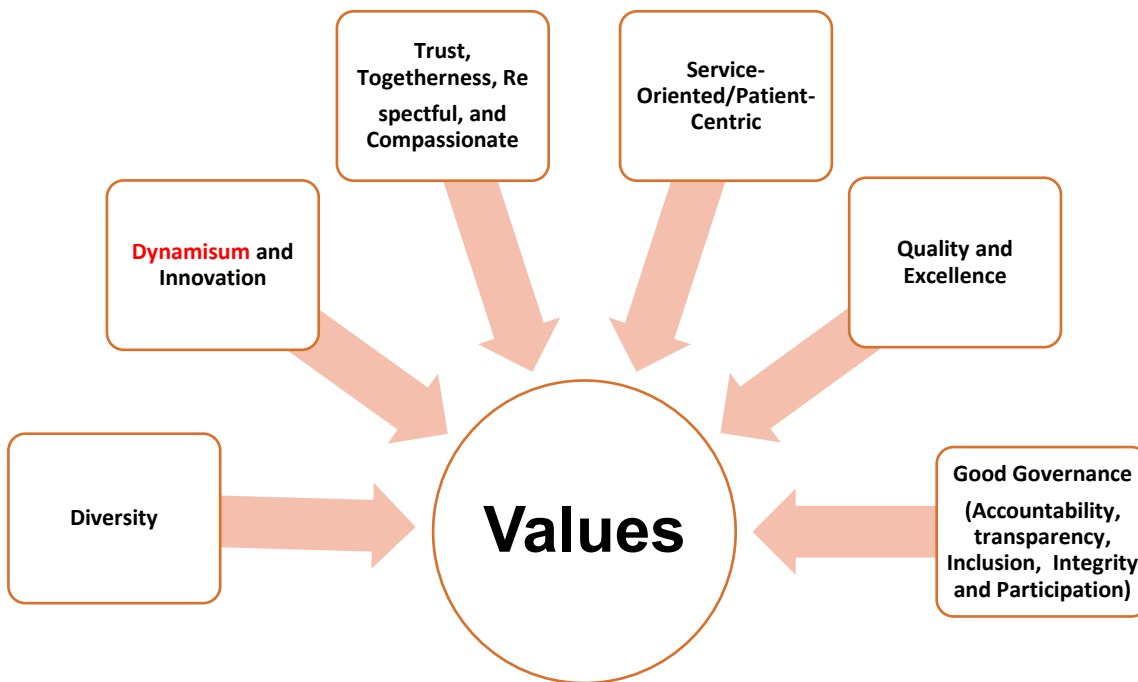 Trust,
Togetherness, Re
spectful, and
Compassionate
Service-
Oriented/Patient-
Centric
Dynamisum and
Innovation
Quality and
Excellence
Diversity
Values
Good Governance
(Accountability,
transparency,
Inclusion, Integrity
and Participation)